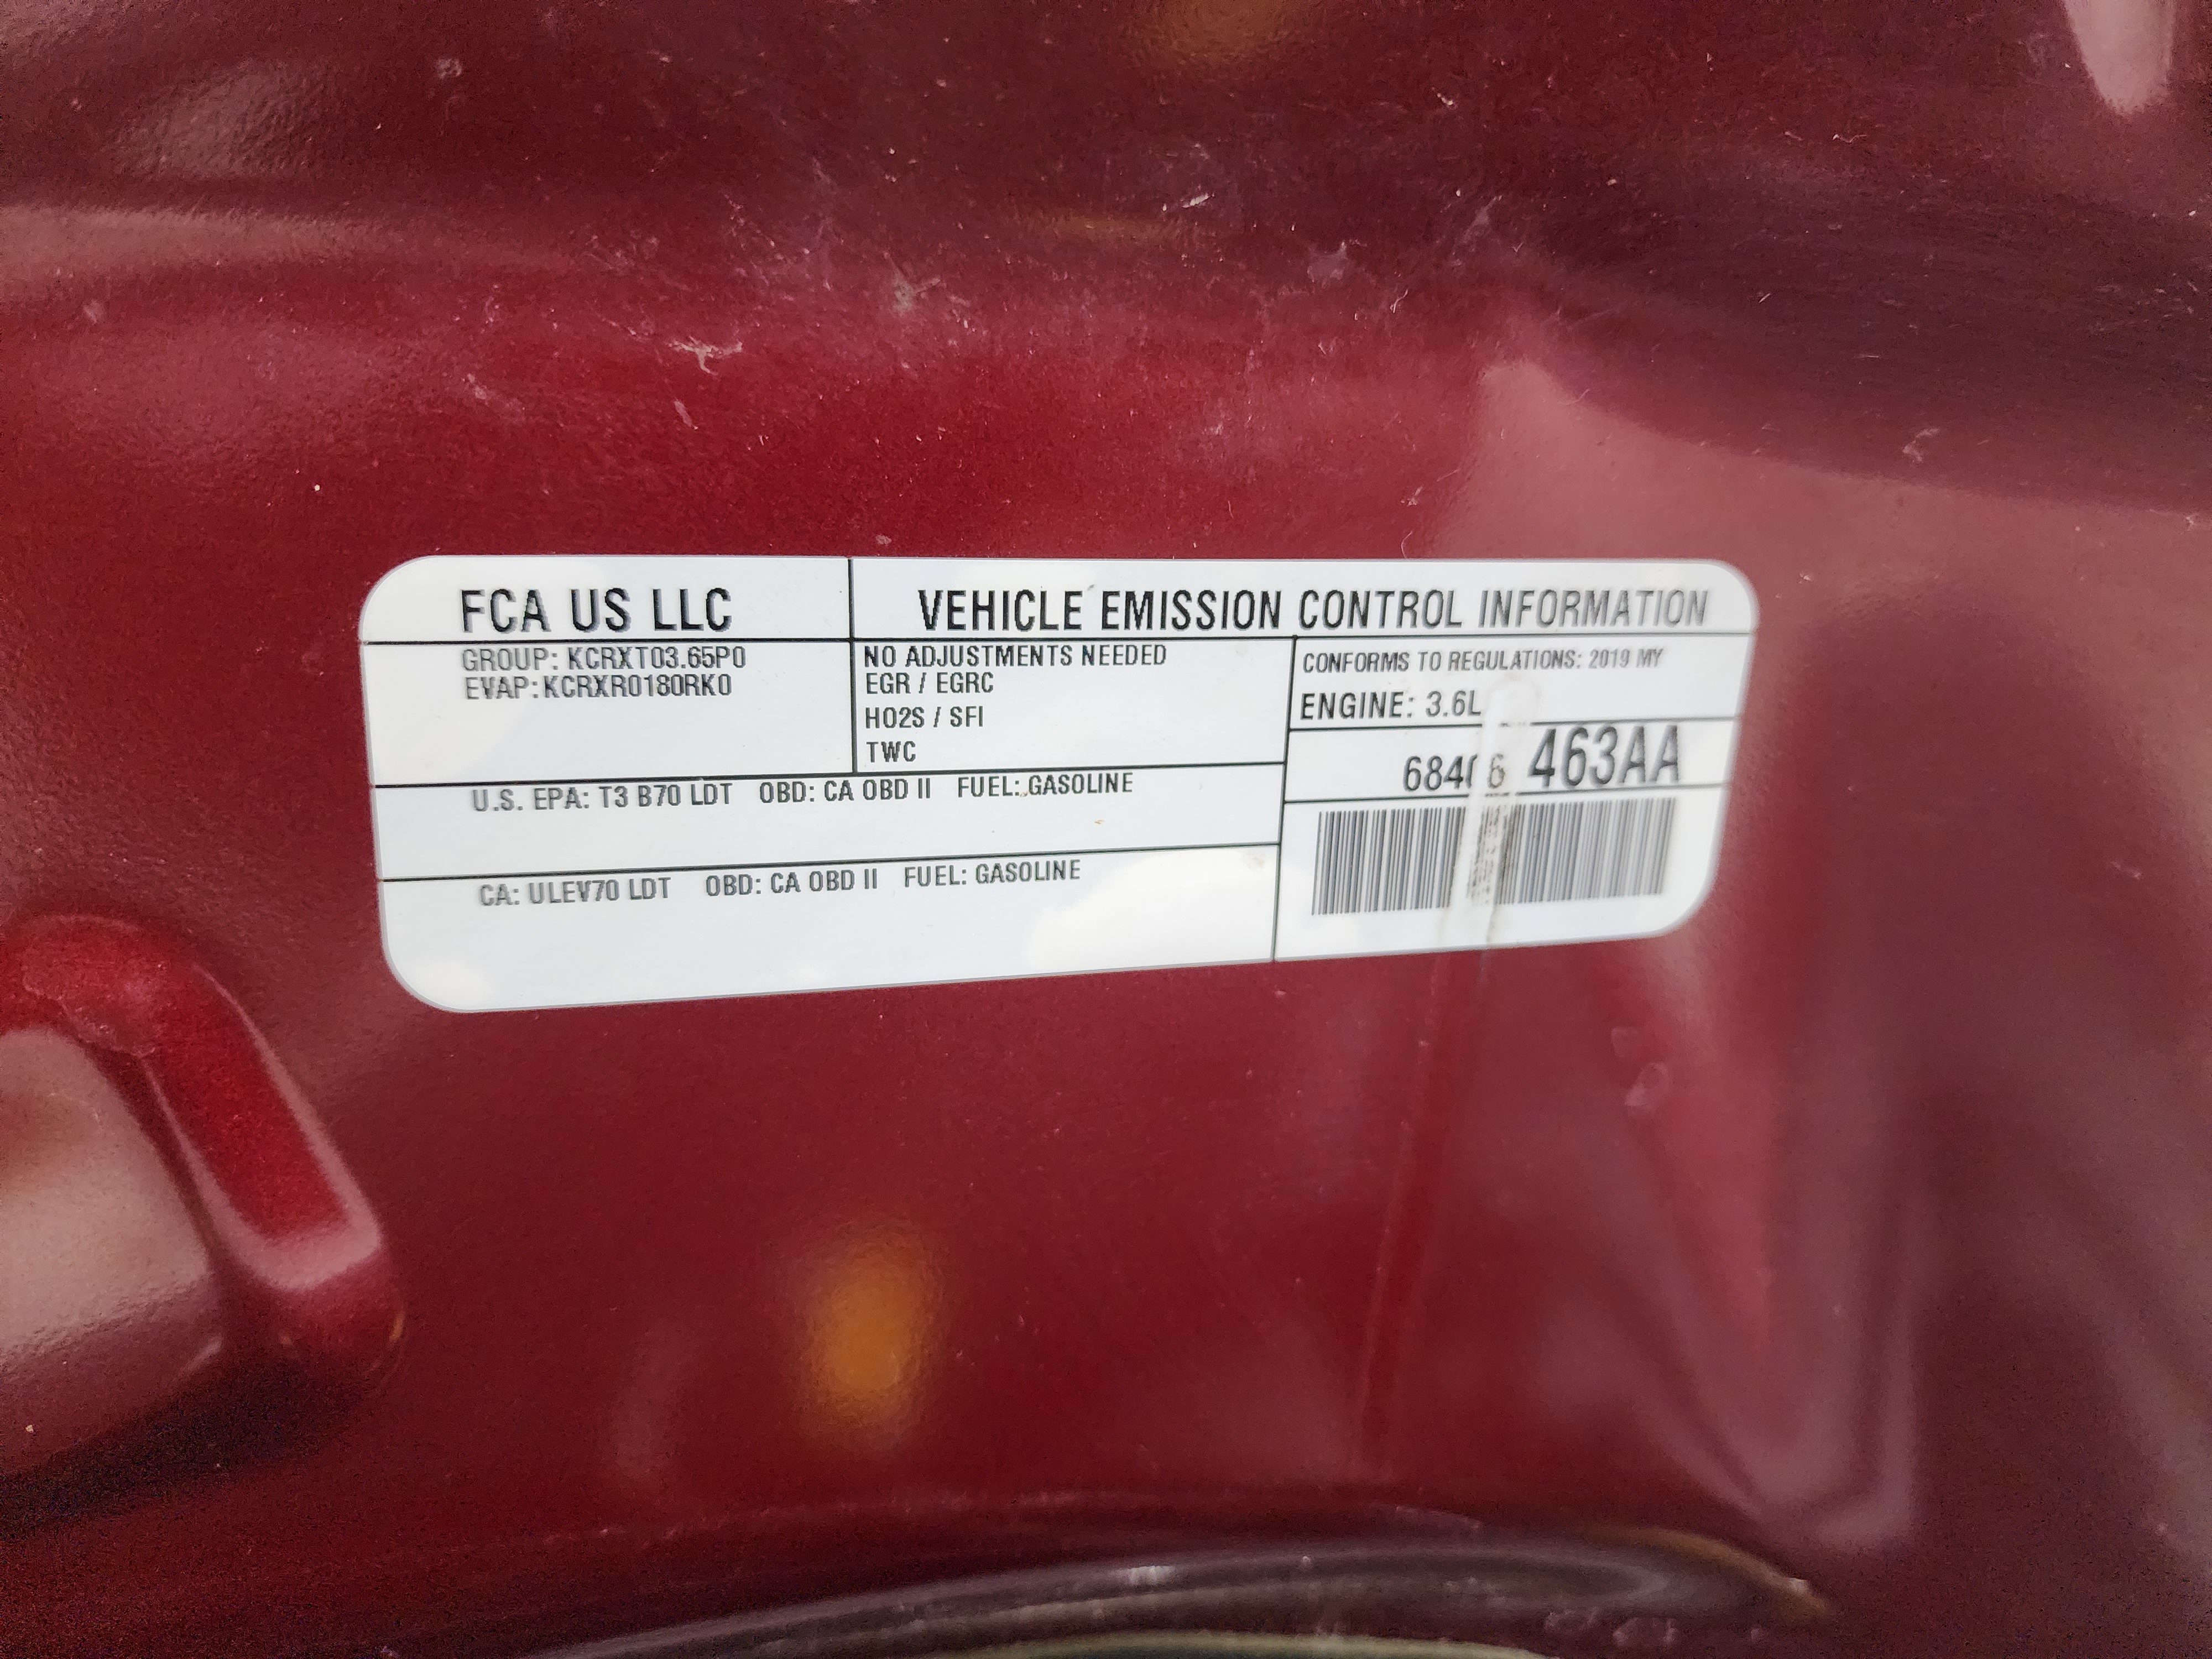 FCA US LLC
VEHICLE EMISSION CONTROL INFORMATION
GROUP: KCRXT03.65P0
EVAP: KCRXR0180RK0
NO ADJUSTMENTS NEEDED
EGR / EGRC
HO2S / SFI
TWC
CONFORMS TO REGULATIONS: 2019 MY
ENGINE: 3.6L
U.S. EPA: T3 B70 LDT OBD: CA OBD II FUEL: GASOLINE
CA: ULEV70 LDT OBD: CA OBD II FUEL: GASOLINE